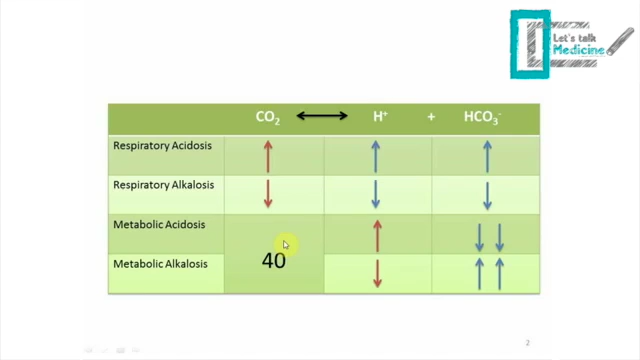 Let's talk
Medicine
CO₂ ⟷ H⁺ + HCO₃⁻
Respiratory Acidosis ↑ ↑ ↑
Respiratory Alkalosis ↓ ↓ ↓
Metabolic Acidosis ↑ ↓↓
40
Metabolic Alkalosis ↓ ↑↑
2